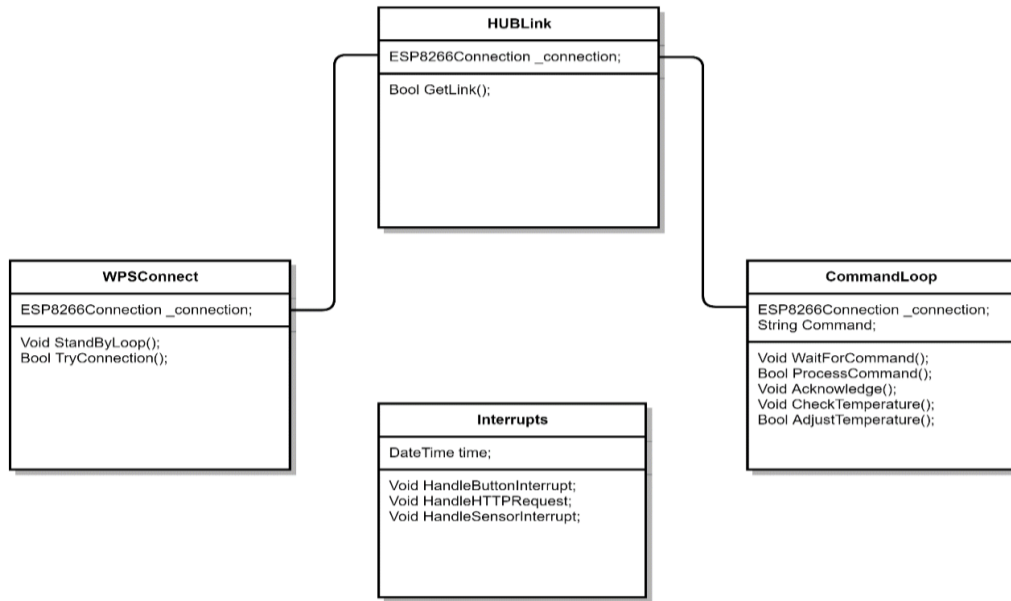 HUBLink
ESP8266Connection _connection;
Bool GetLink();
WPSConnect
ESP8266Connection _connection;
Void StandByLoop();
Bool TryConnection();
CommandLoop
ESP8266Connection _connection;
String Command;
Void WaitForCommand();
Bool ProcessCommand();
Void Acknowledge();
Void CheckTemperature();
Bool AdjustTemperature();
Interrupts
DateTime time;
Void HandleButtonInterrupt;
Void HandleHTTPRequest;
Void HandleSensorInterrupt;